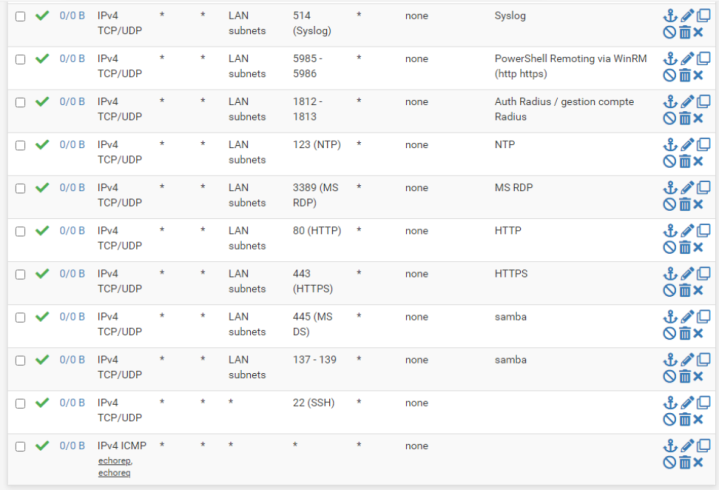 0/0 B IPv4 TCP/UDP * * LAN subnets 514 (Syslog) * none Syslog
0/0 B IPv4 TCP/UDP * * LAN subnets 5985 - 5986 * none PowerShell Remoting via WinRM (http https)
0/0 B IPv4 TCP/UDP * * LAN subnets 1812 - 1813 * none Auth Radius / gestion compte Radius
0/0 B IPv4 TCP/UDP * * LAN subnets 123 (NTP) * none NTP
0/0 B IPv4 TCP/UDP * * LAN subnets 3389 (MS RDP) * none MS RDP
0/0 B IPv4 TCP/UDP * * LAN subnets 80 (HTTP) * none HTTP
0/0 B IPv4 TCP/UDP * * LAN subnets 443 (HTTPS) * none HTTPS
0/0 B IPv4 TCP/UDP * * LAN subnets 445 (MS DS) * none samba
0/0 B IPv4 TCP/UDP * * LAN subnets 137 - 139 * none samba
0/0 B IPv4 TCP/UDP * * * 22 (SSH) * none
0/0 B IPv4 ICMP echorep, echoreq * * * * * none